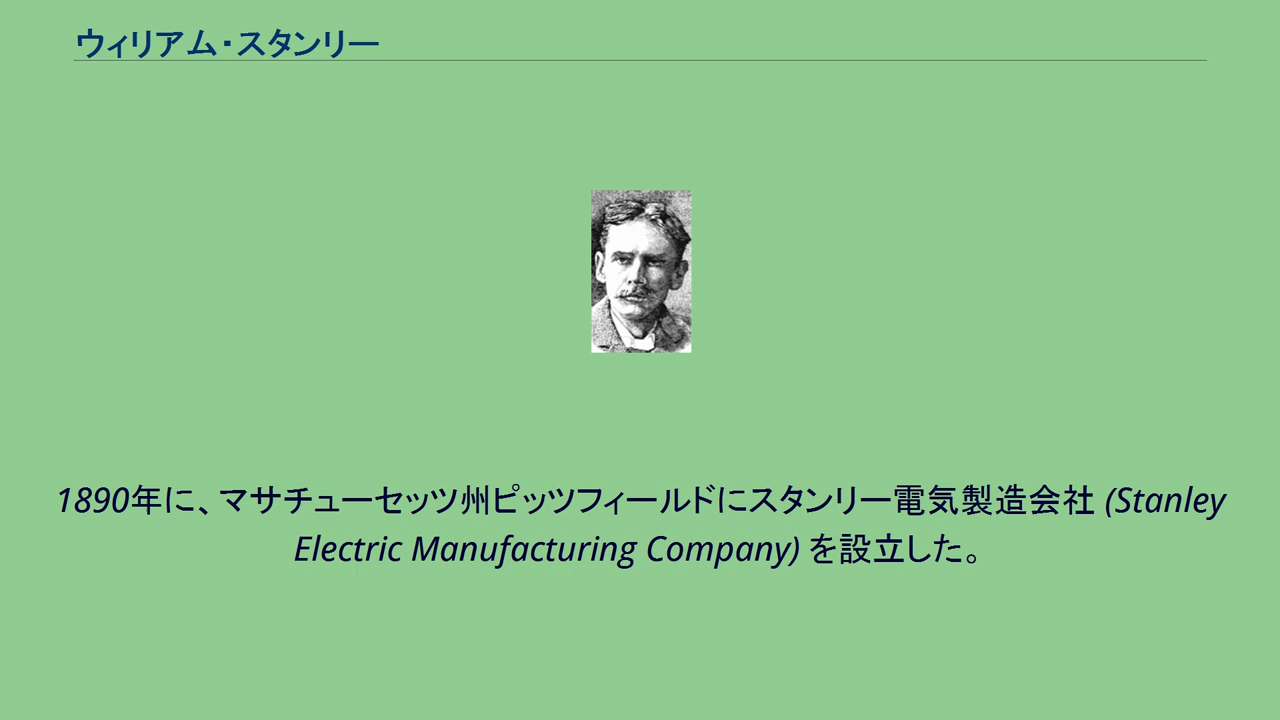 ウィリアム・スタンリー
1890年に、マサチューセッツ州ピッツフィールドにスタンリー電気製造会社 (Stanley
Electric Manufacturing Company) を設立した。